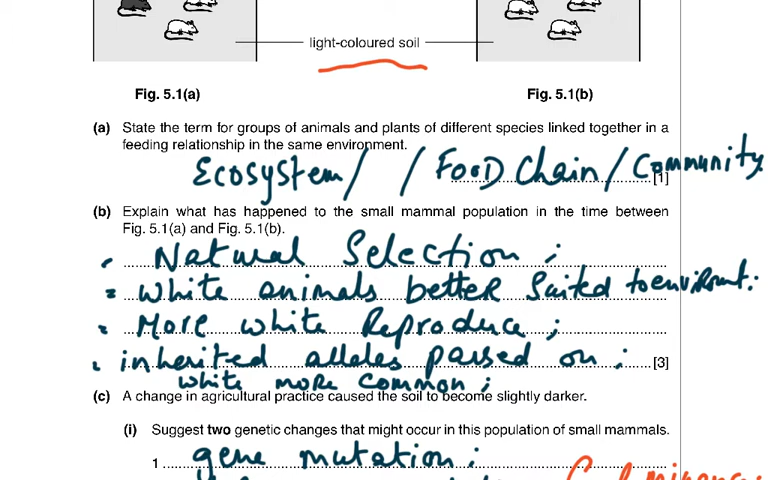 light-coloured soil
Fig. 5.1(a)
Fig. 5.1(b)
(a) State the term for groups of animals and plants of different species linked together in a
feeding relationship in the same environment.
Ecosystem/ / Food Chain / Community
[1]
(b) Explain what has happened to the small mammal population in the time between
Fig. 5.1(a) and Fig. 5.1(b).
Natural Selection ;
White animals better Suited to
More white Reproduce ;
inherited alleles passed on ; [3]
white more common ;
(c) A change in agricultural practice caused the soil to become slightly darker.
(i) Suggest two genetic changes that might occur in this population of small mammals.
1 gene mutation ;